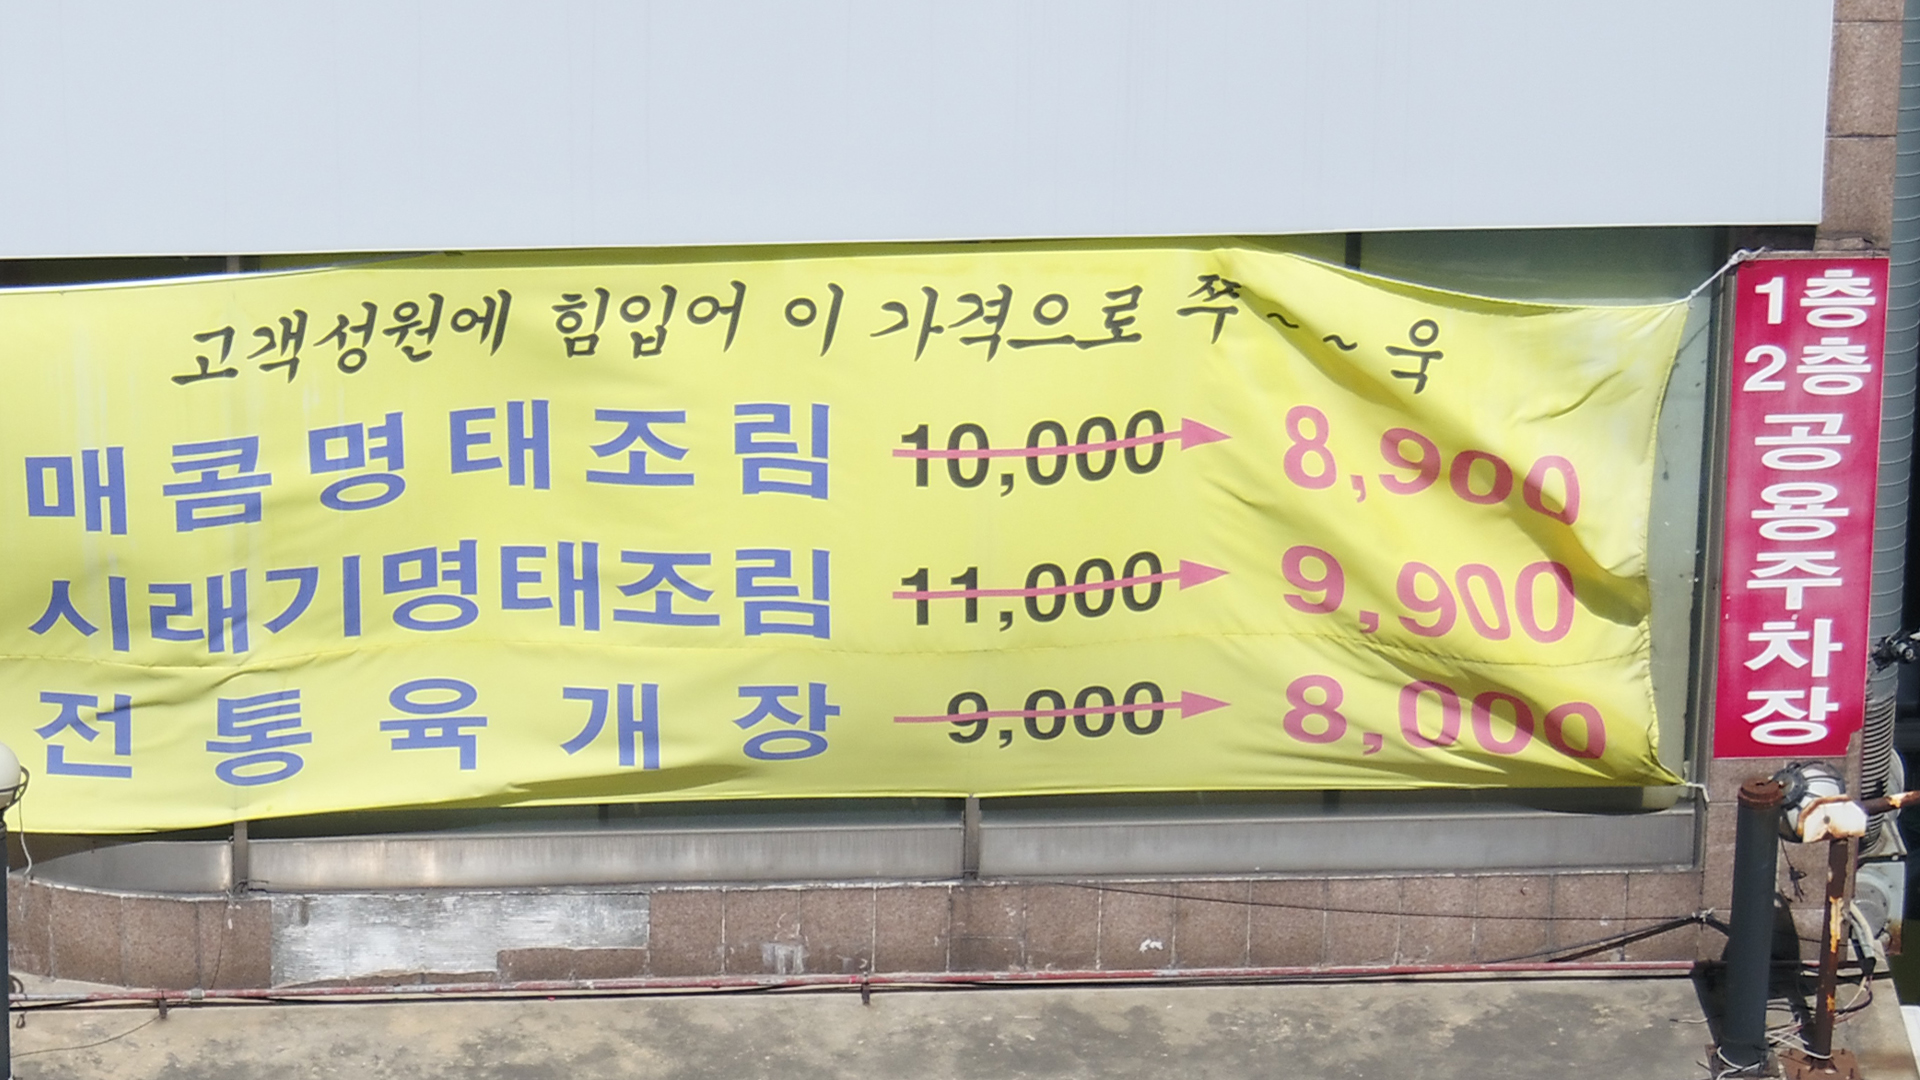 고객성원에 힘입어 이 가격으로 쭈~~욱
매콤명태조림 10,000 8,900
시래기명태조림 11,000 9,900
전통육개장 9,000 8,000
1층
2층
공용주차장